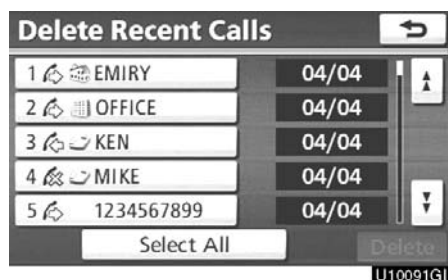 Delete Recent Calls
1 EMIRY 04/04
2 OFFICE 04/04
3 KEN 04/04
4 MIKE 04/04
5 1234567899 04/04
Select All Delete
U10091GI